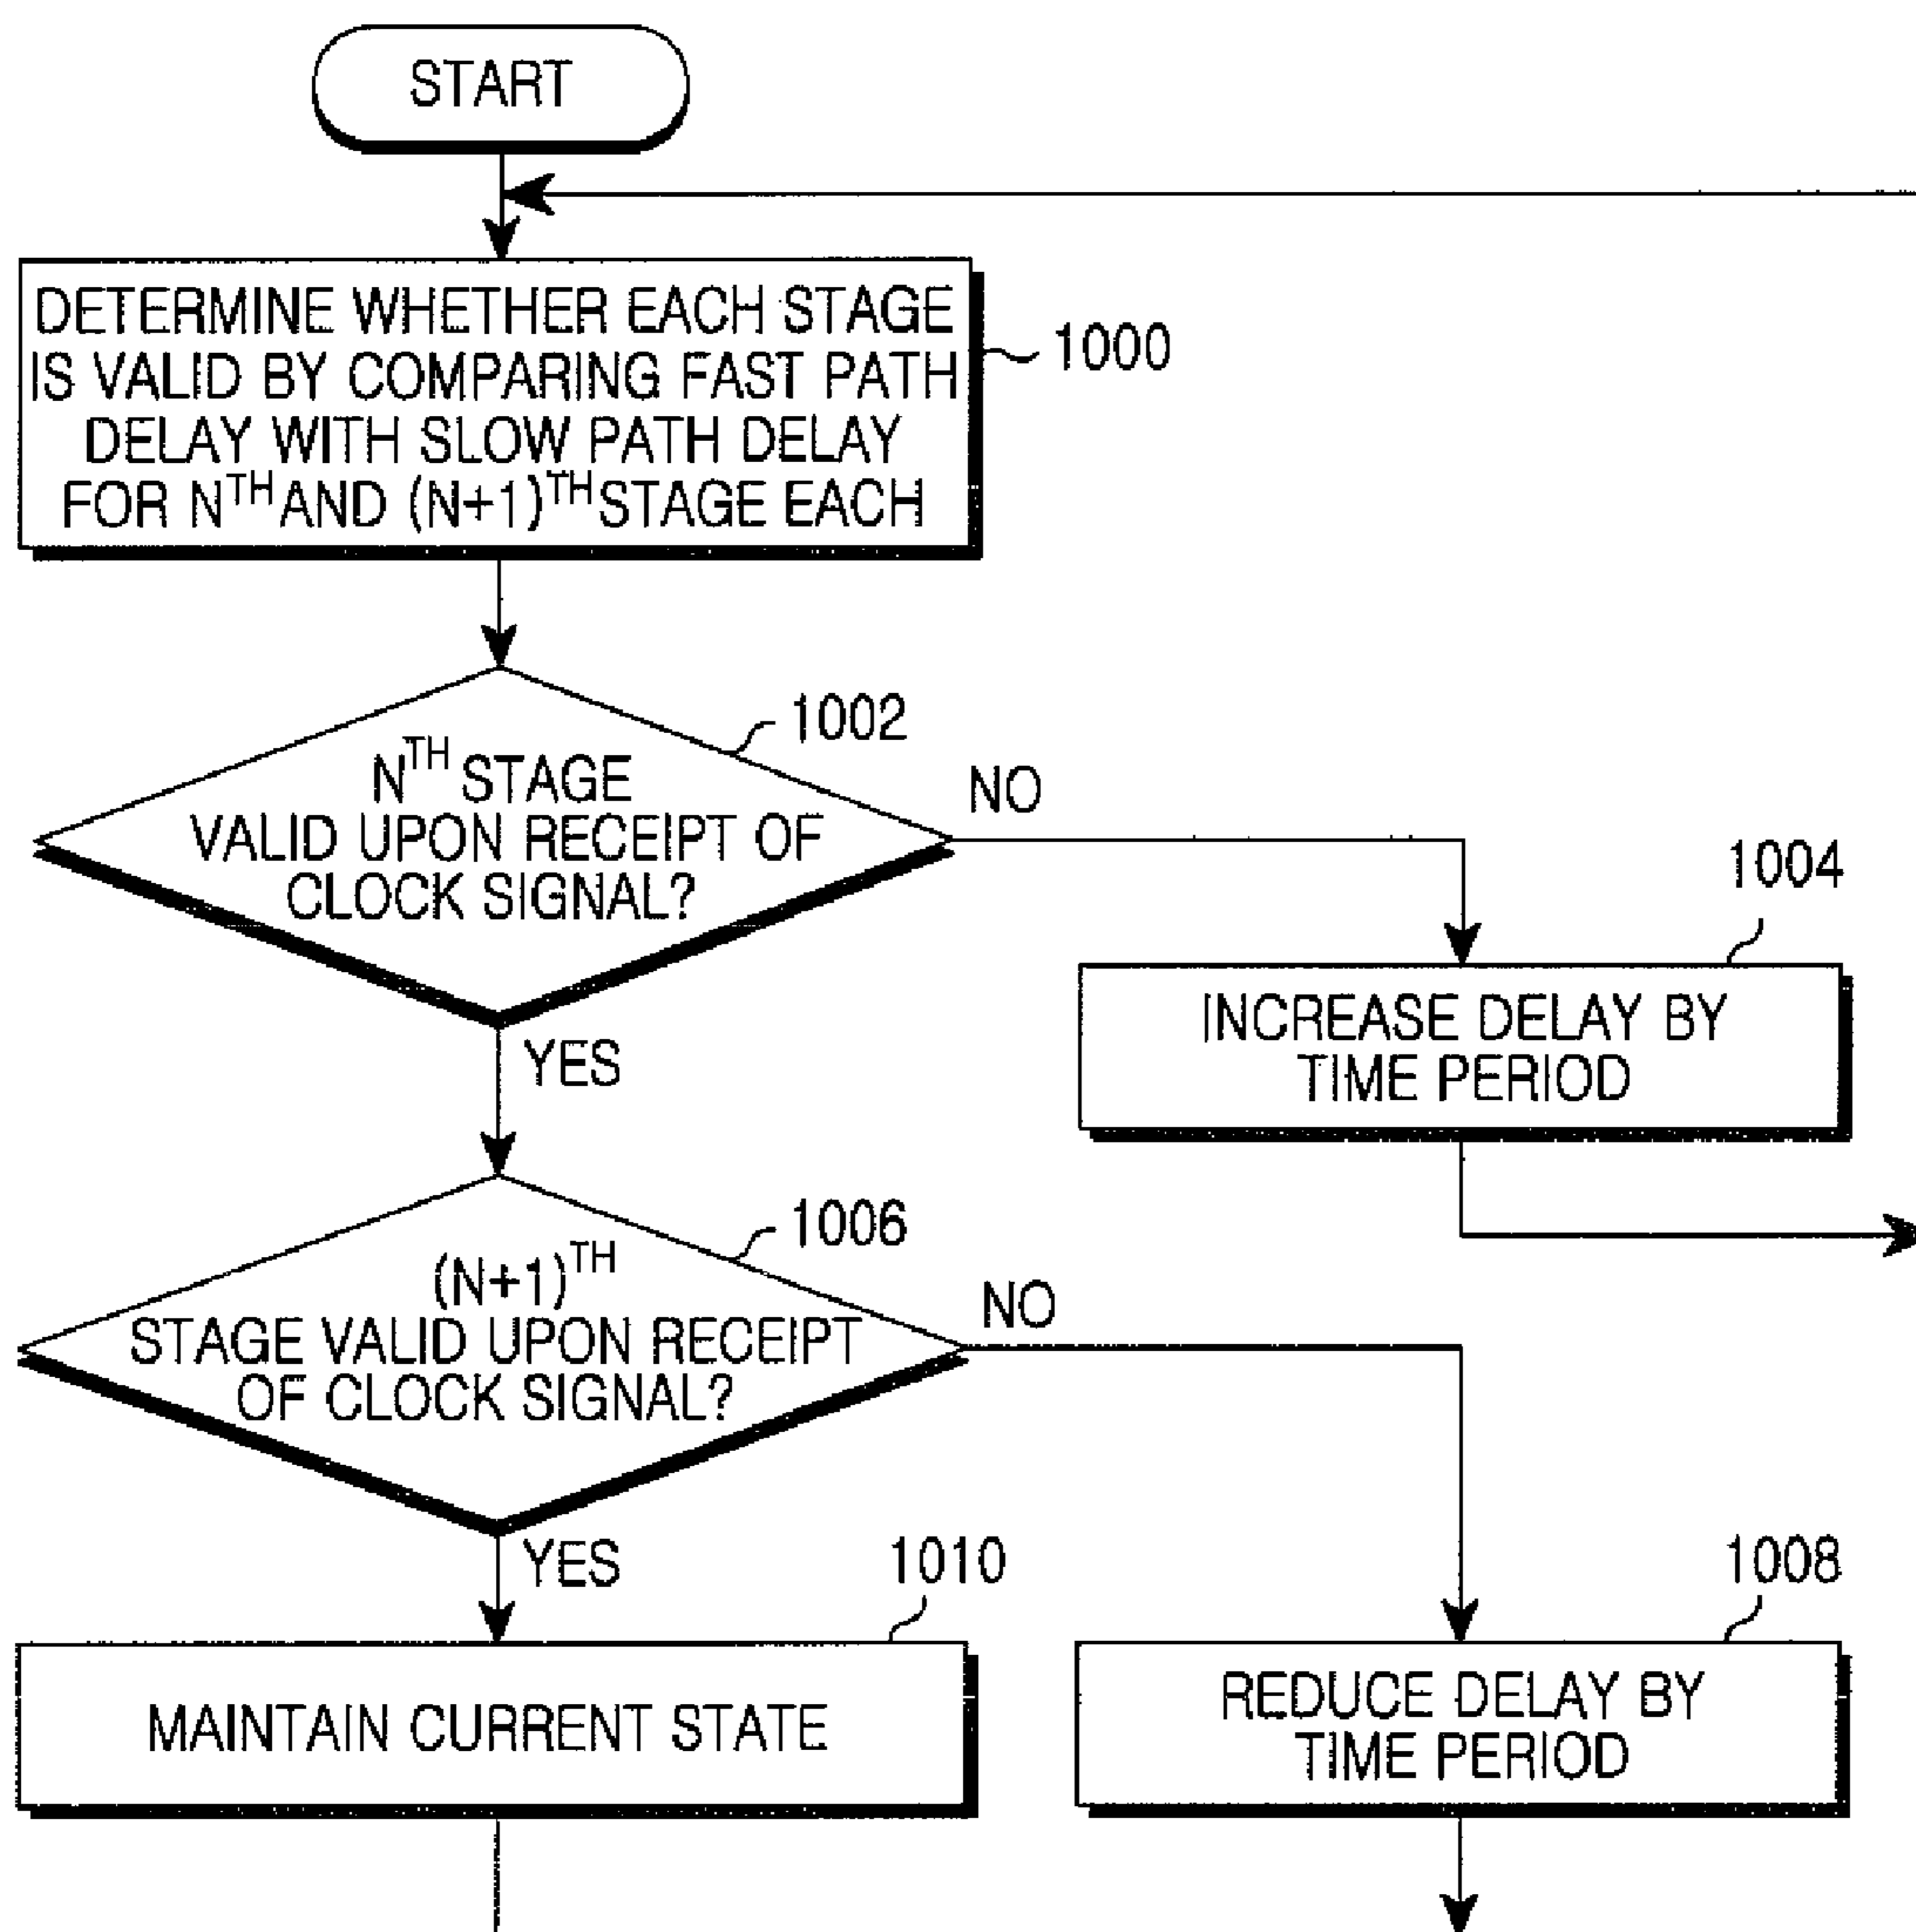 START
DETERMINE WHETHER EACH STAGE
IS VALID BY COMPARING FAST PATH
DELAY WITH SLOW PATH DELAY
FOR N^TH AND (N+1)^TH STAGE EACH
1000
1002
N^TH STAGE
VALID UPON RECEIPT OF
CLOCK SIGNAL?
NO
1004
INCREASE DELAY BY
TIME PERIOD
YES
1006
(N+1)^TH
STAGE VALID UPON RECEIPT
OF CLOCK SIGNAL?
NO
YES
1010
MAINTAIN CURRENT STATE
1008
REDUCE DELAY BY
TIME PERIOD